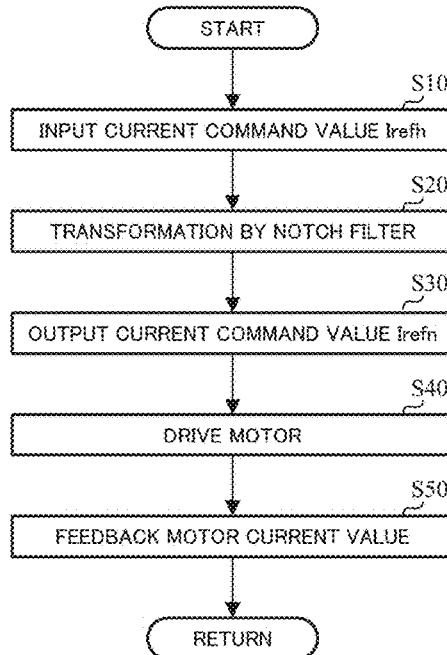 START
S10
INPUT CURRENT COMMAND VALUE Irefh
S20
TRANSFORMATION BY NOTCH FILTER
S30
OUTPUT CURRENT COMMAND VALUE Irefn
S40
DRIVE MOTOR
S50
FEEDBACK MOTOR CURRENT VALUE
RETURN